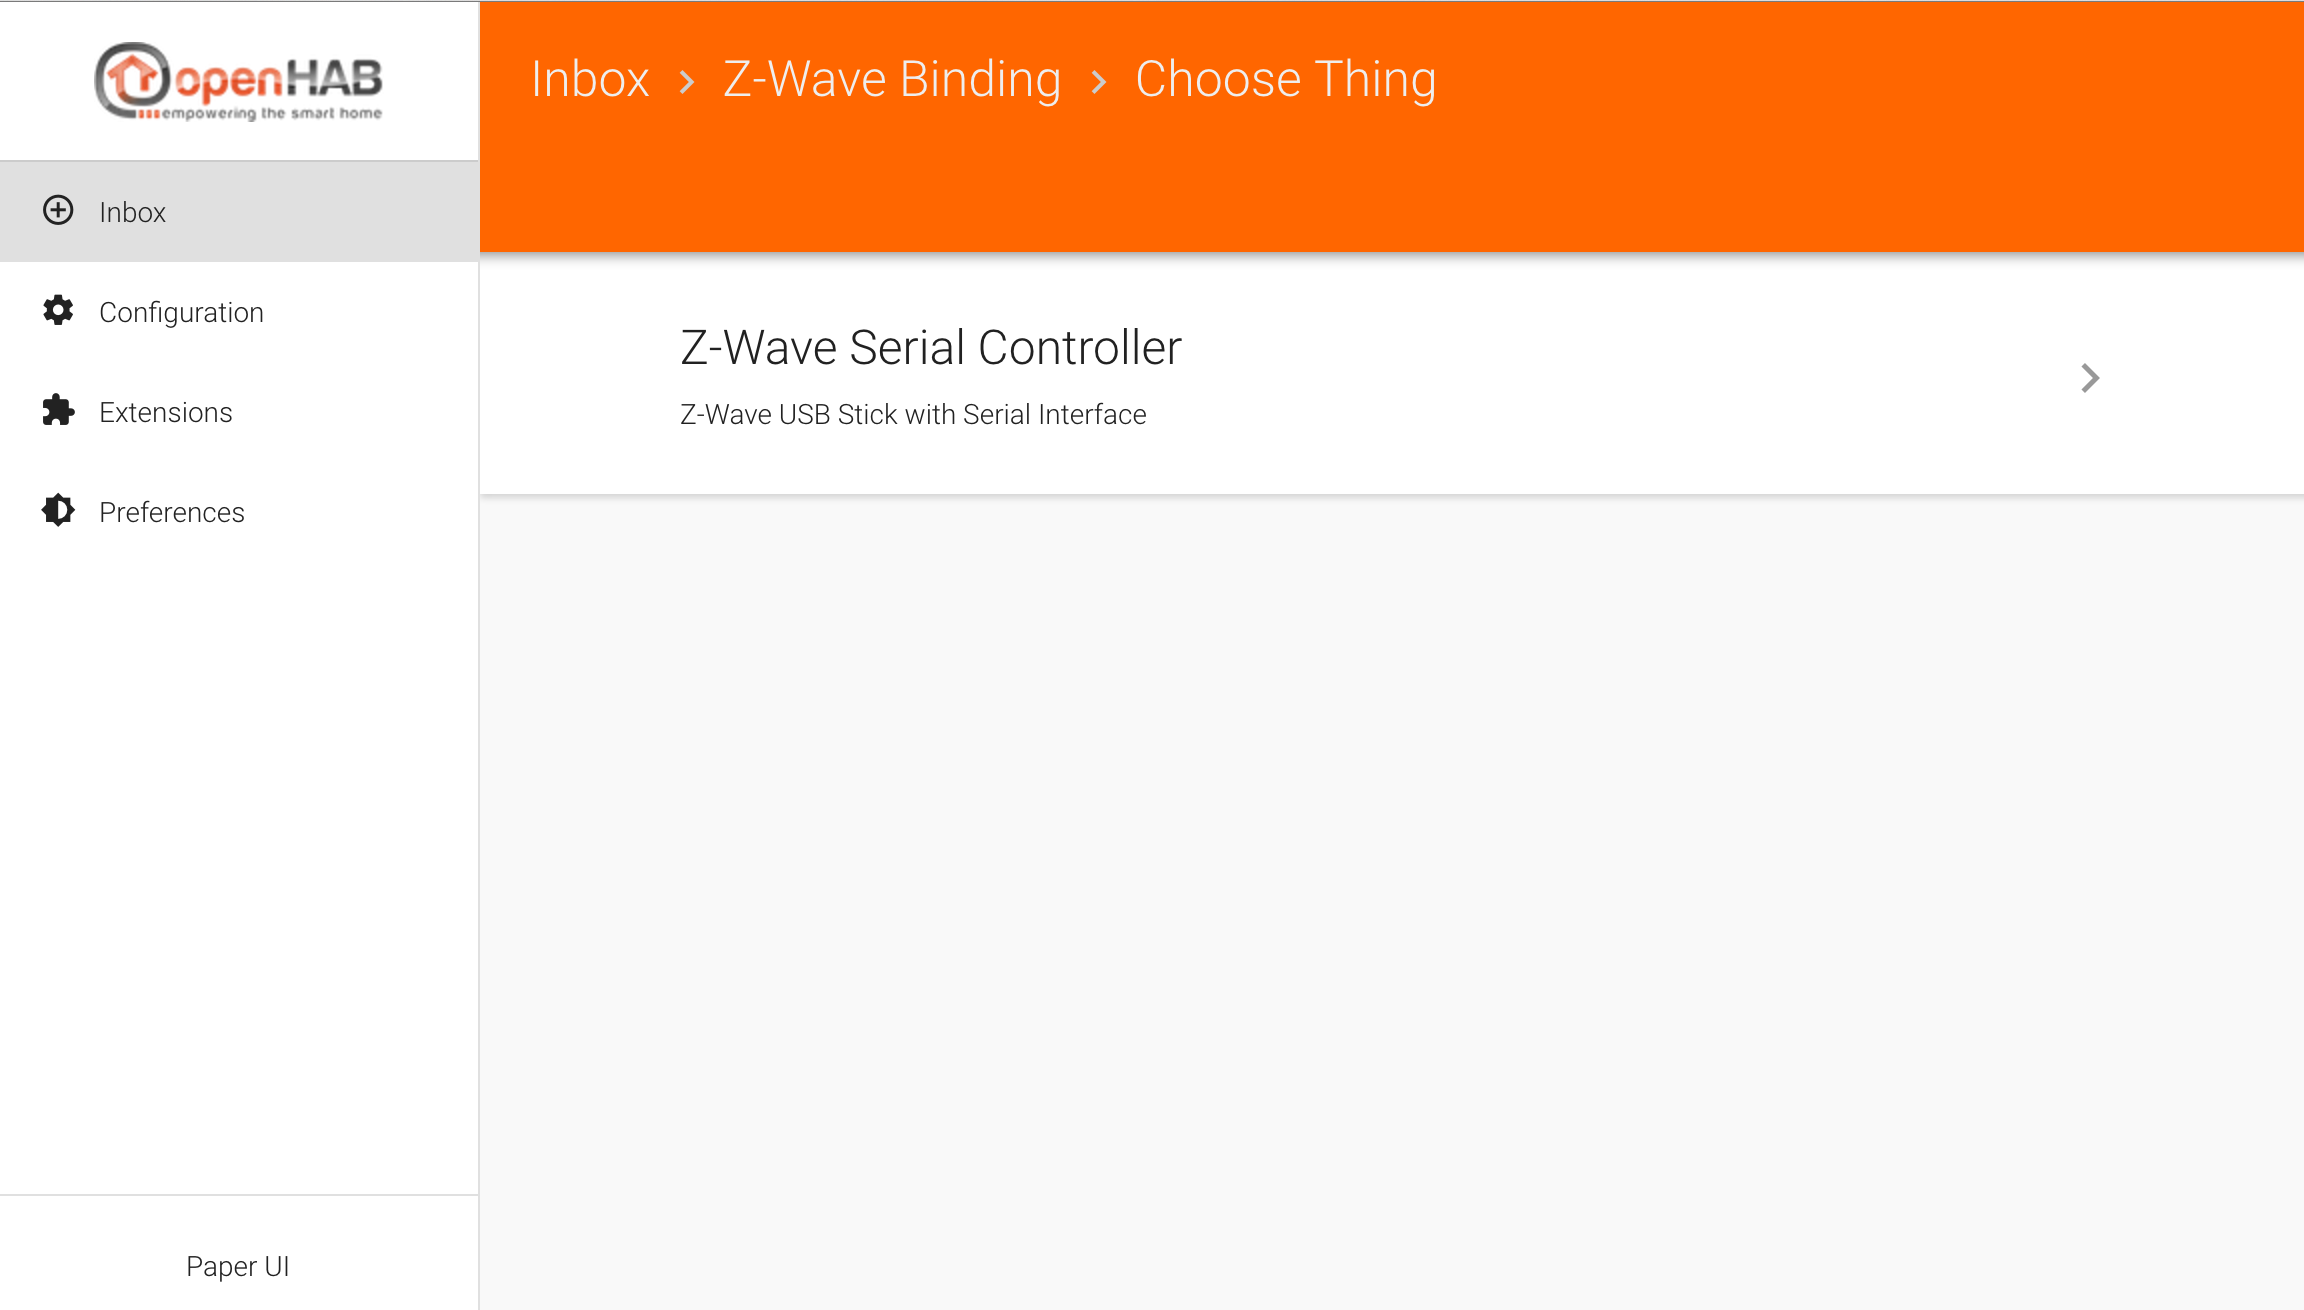 openHAB
empowering the smart home
Inbox
Configuration
Extensions
Preferences
Paper UI
Inbox > Z-Wave Binding > Choose Thing
Z-Wave Serial Controller
Z-Wave USB Stick with Serial Interface